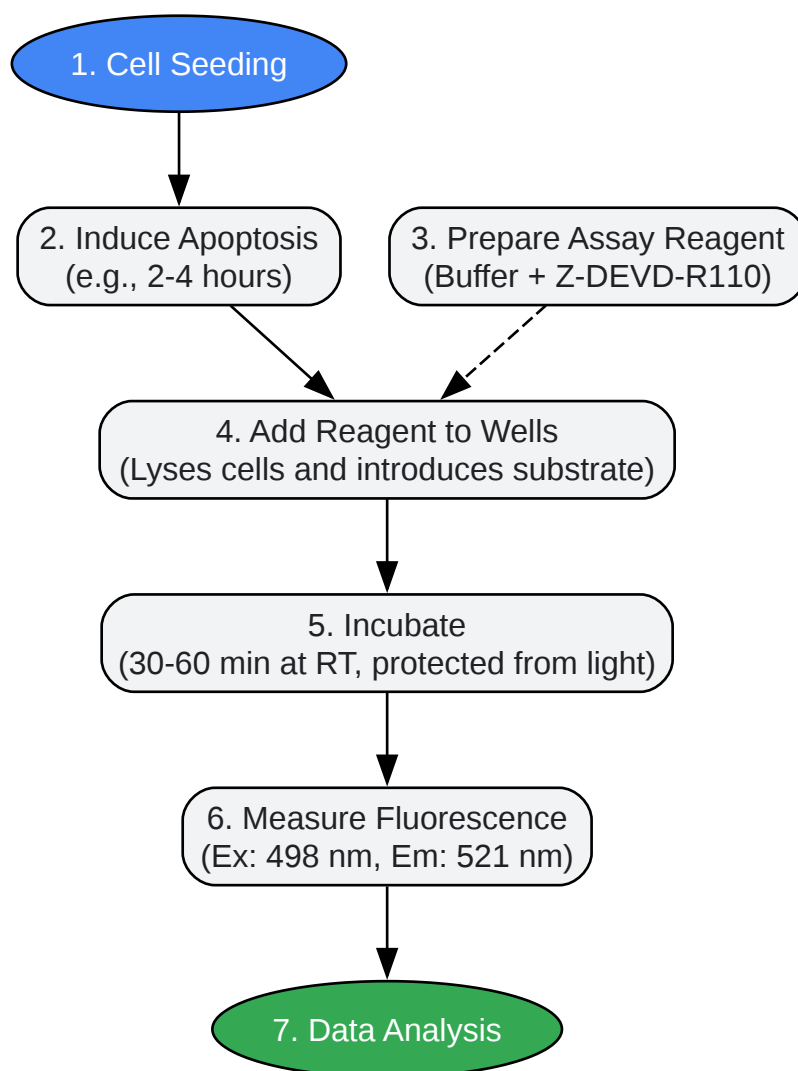 1. Cell Seeding
2. Induce Apoptosis
(e.g., 2-4 hours)
3. Prepare Assay Reagent
(Buffer + Z-DEVD-R110)
4. Add Reagent to Wells
(Lyses cells and introduces substrate)
5. Incubate
(30-60 min at RT, protected from light)
6. Measure Fluorescence
(Ex: 498 nm, Em: 521 nm)
7. Data Analysis